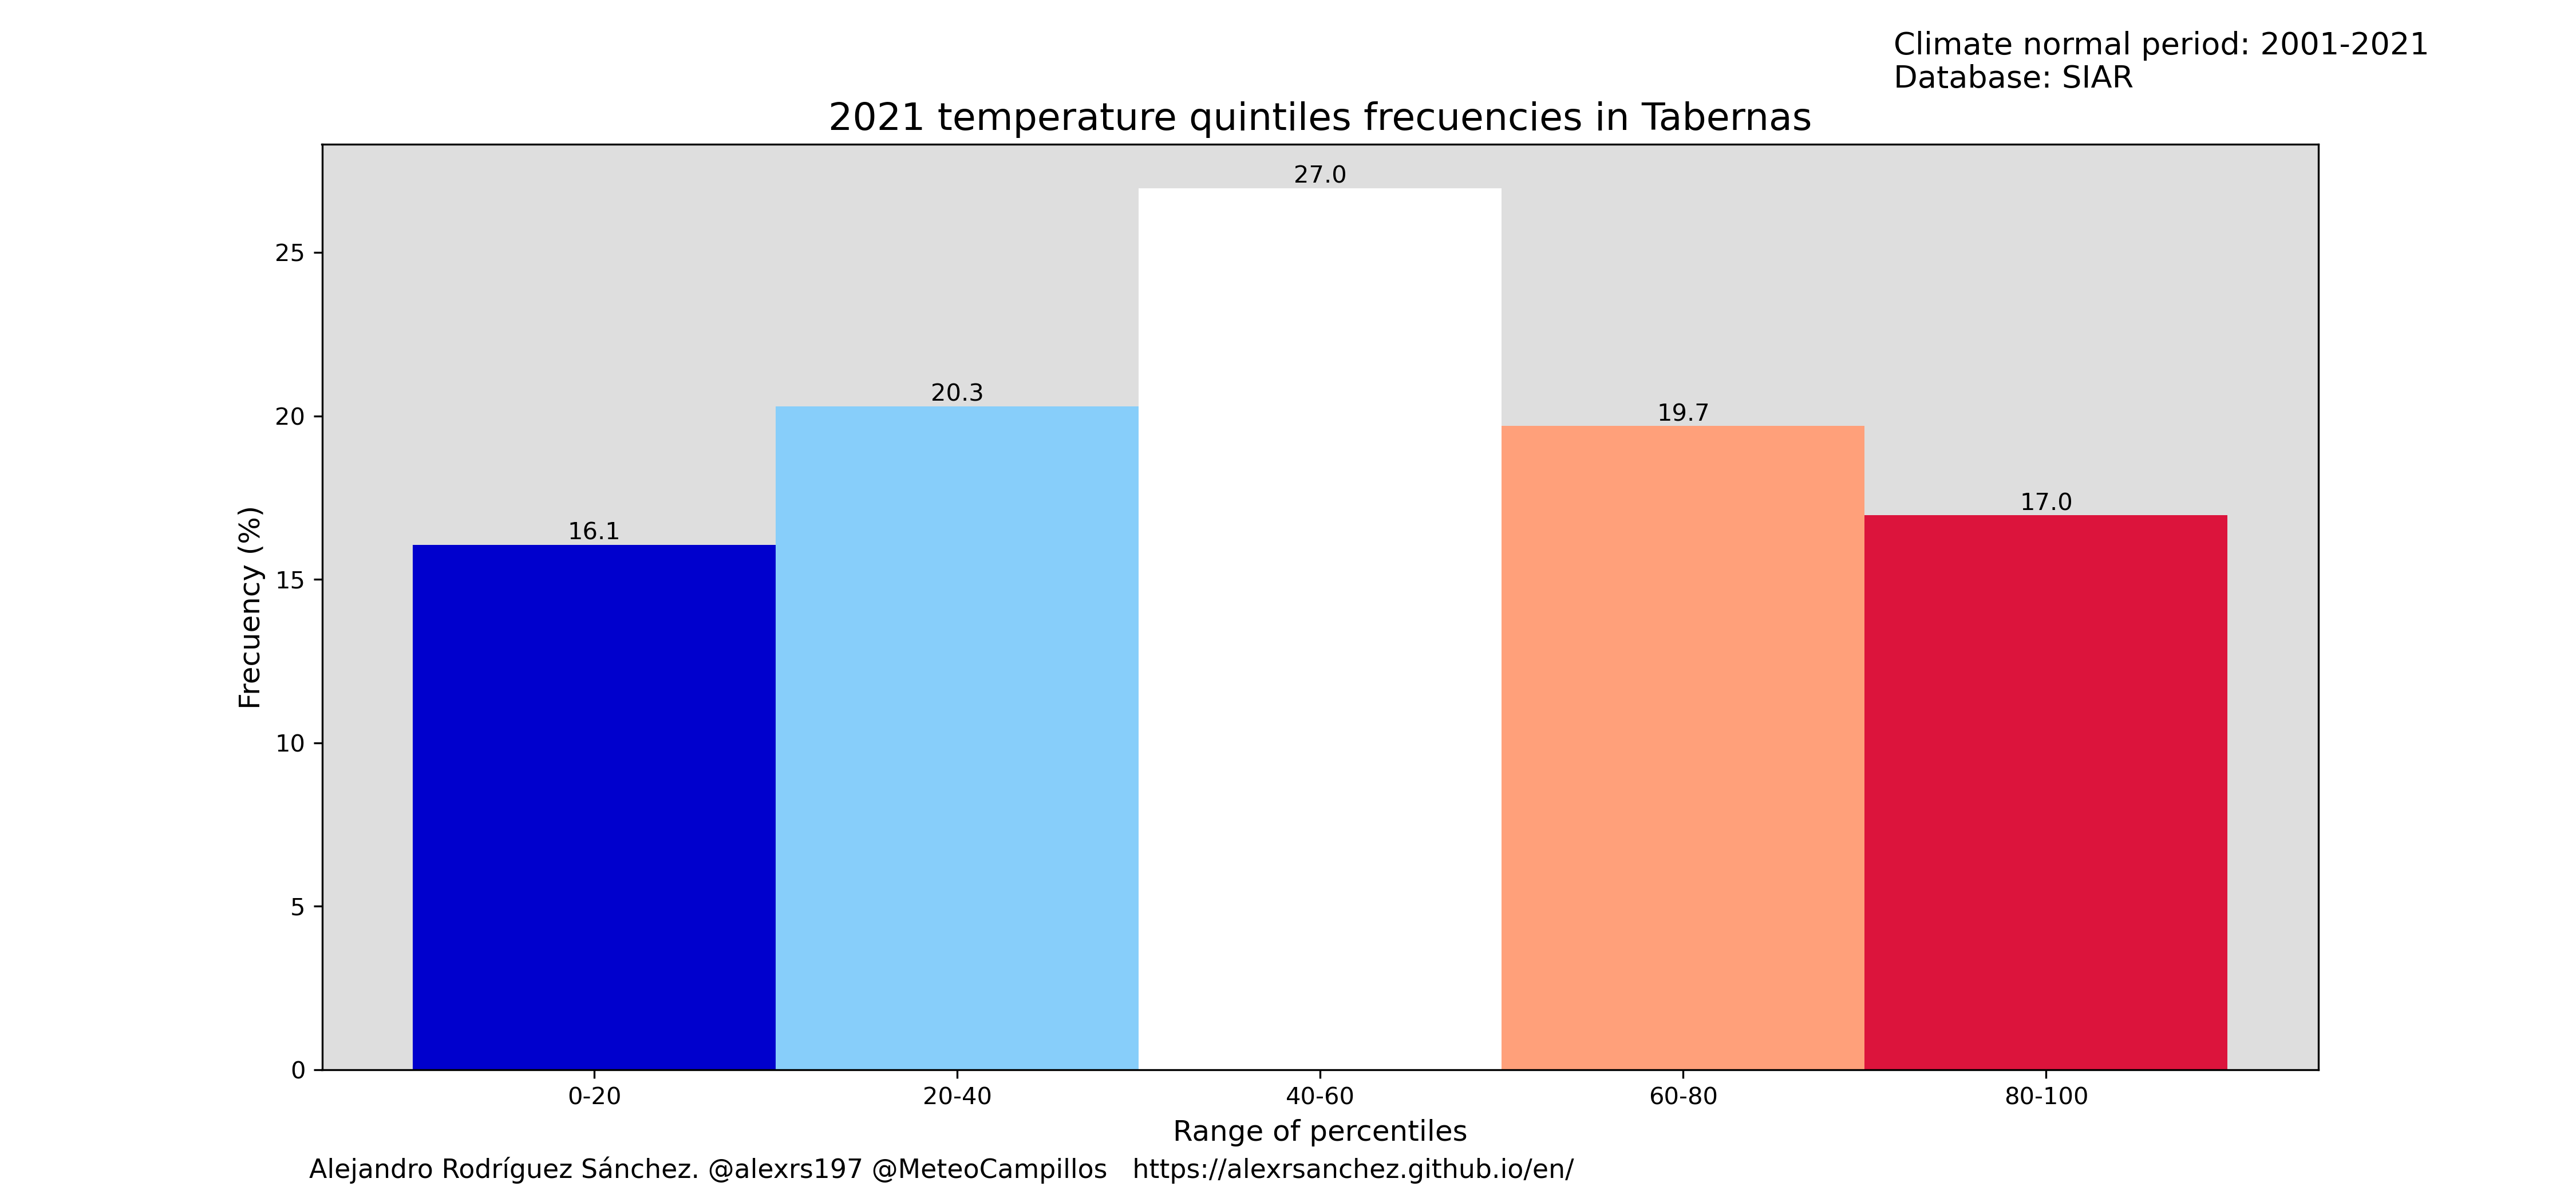 Climate normal period: 2001-2021
Database: SIAR
2021 temperature quintiles frecuencies in Tabernas
27.0
25
20.3
20
19.7
17.0
16.1
15
10
5
0
Frecuency (%)
0-20 20-40 40-60 60-80 80-100
Range of percentiles
Alejandro Rodríguez Sánchez. @alexrs197 @MeteoCampillos https://alexrsanchez.github.io/en/